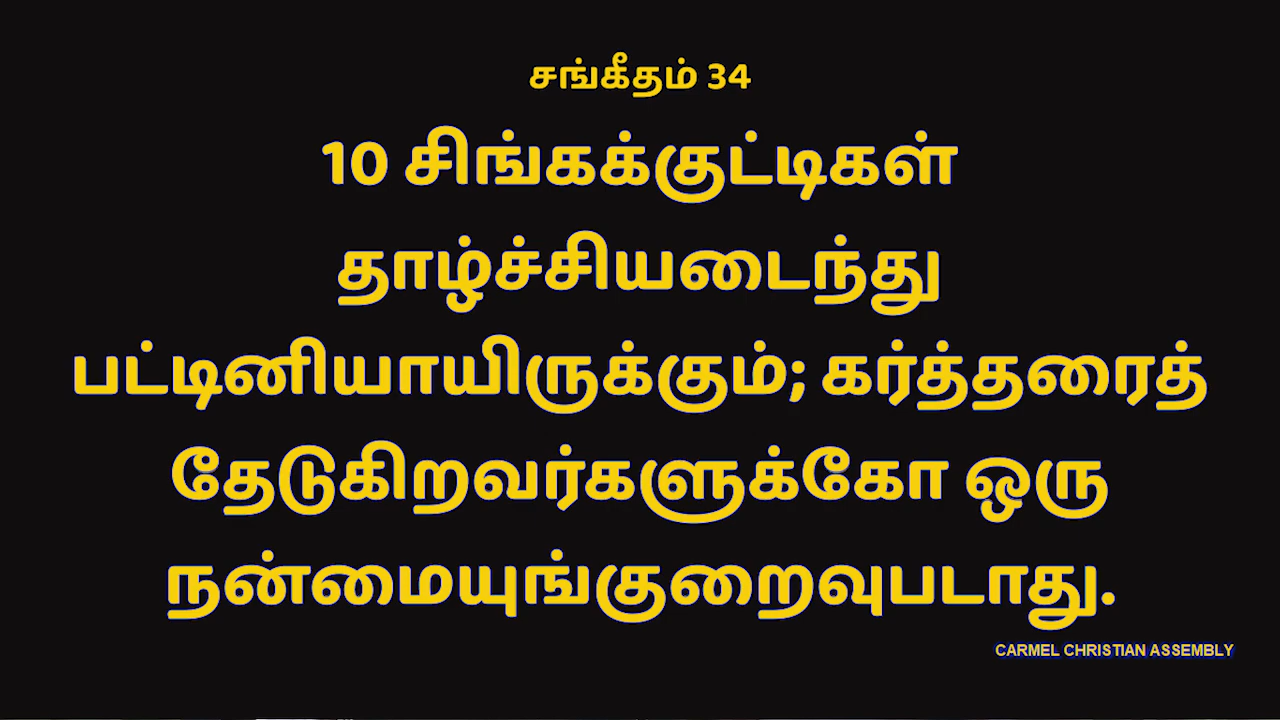 சங்கீதம் 34
10 சிங்கக்குட்டிகள்
தாழ்ச்சியடைந்து
பட்டினியாயிருக்கும்; கர்த்தரைத்
தேடுகிறவர்களுக்கோ ஒரு
நன்மையுங்குறைவுபடாது.
CARMEL CHRISTIAN ASSEMBLY